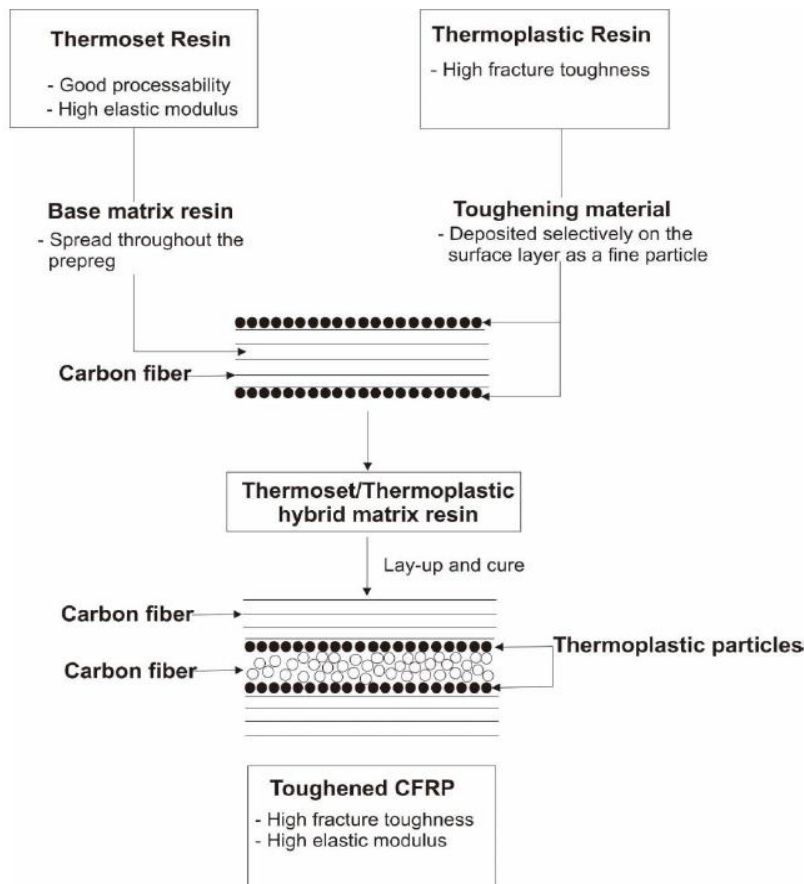 Thermoset Resin
- Good processability
- High elastic modulus
Thermoplastic Resin
- High fracture toughness
Base matrix resin
- Spread throughout the
prepreg
Toughening material
- Deposited selectively on the
surface layer as a fine particle
Carbon fiber
Thermoset/Thermoplastic
hybrid matrix resin
Lay-up and cure
Carbon fiber
Thermoplastic particles
Carbon fiber
Toughened CFRP
- High fracture toughness
- High elastic modulus